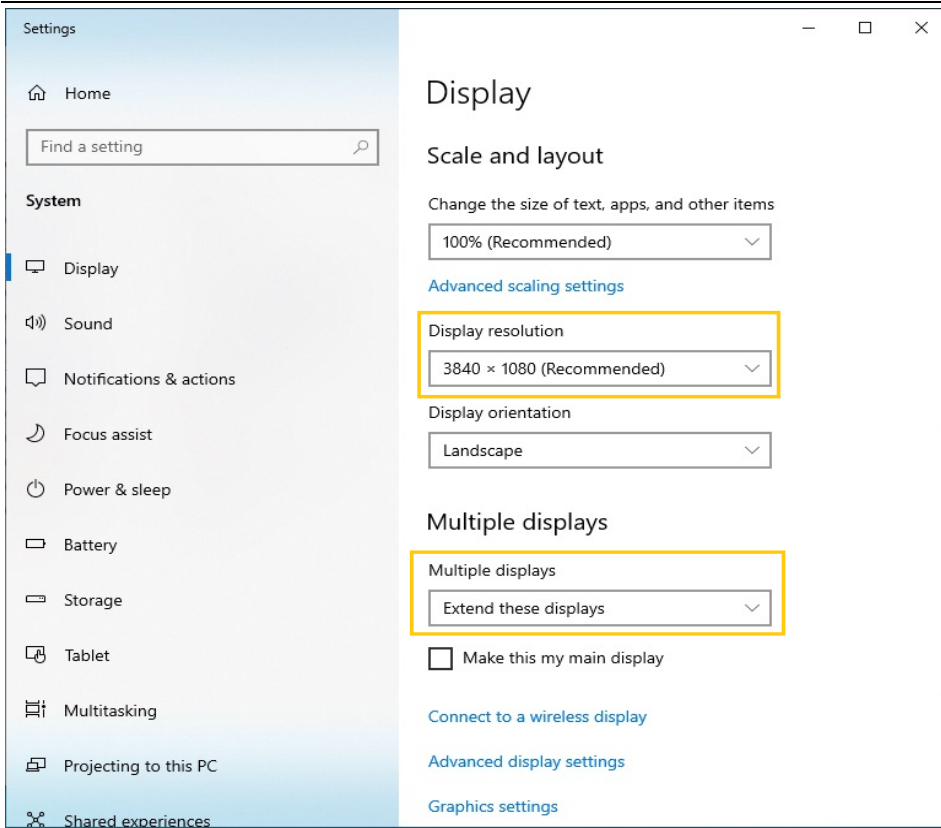 Settings
Home
Find a setting
System
Display
Sound
Notifications & actions
Focus assist
Power & sleep
Battery
Storage
Tablet
Multitasking
Projecting to this PC
Shared experiences
Display
Scale and layout
Change the size of text, apps, and other items
100% (Recommended)
Advanced scaling settings
Display resolution
3840 × 1080 (Recommended)
Display orientation
Landscape
Multiple displays
Multiple displays
Extend these displays
Make this my main display
Connect to a wireless display
Advanced display settings
Graphics settings